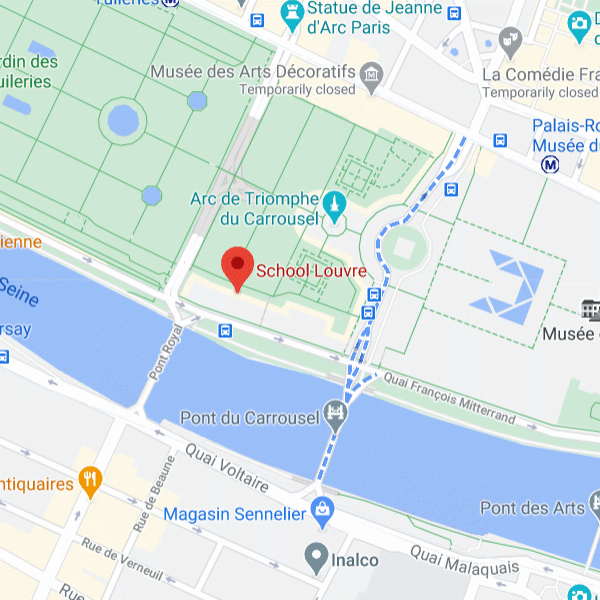 Tuileries
Statue de Jeanne
d'Arc Paris
rdin des
uileries
Musée des Arts Décoratifs
Temporarily closed
La Comédie Fra
Temporarily closed
Palais-Ro
Musée du
M
Arc de Triomphe
du Carrousel
ienne
School Louvre
Seine
rsay
Musée
Pont Royal
Quai François Mitterrand
Pont du Carrousel
Quai Voltaire
ntiquaires
Rue de Beaune
Magasin Sennelier
Pont des Arts
Rue de Verneuil
Inalco
Quai Malaquais